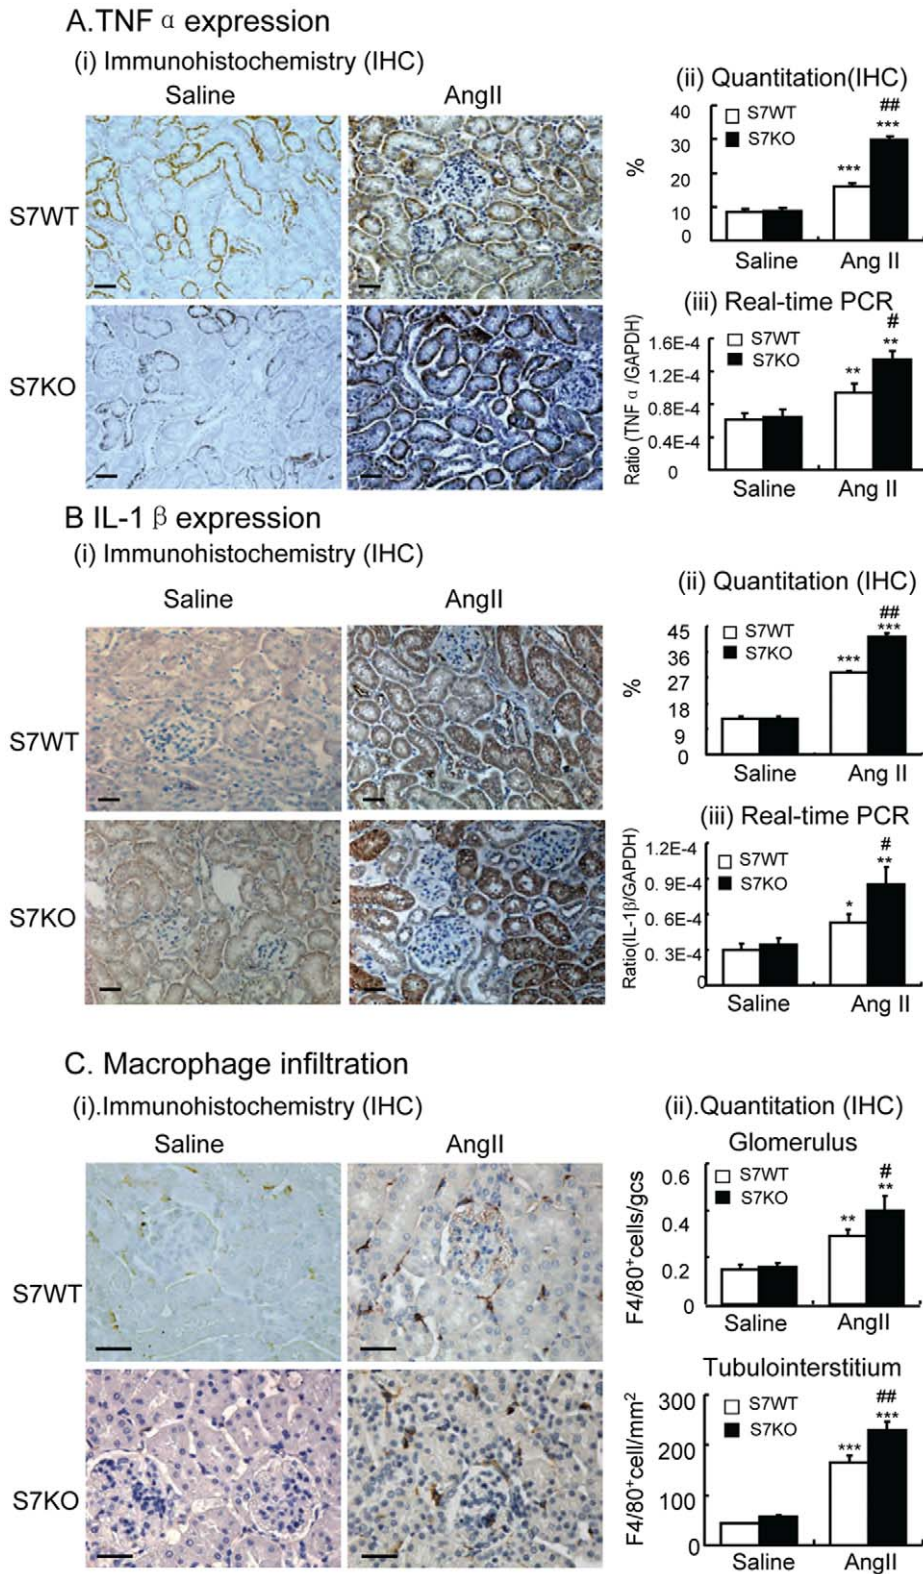 A.TNF α expression
(i) Immunohistochemistry (IHC)
Saline AngII
S7WT
S7KO
(ii) Quantitation(IHC)
S7WT
S7KO
%
40
30
20
10
0
***
##
***
Saline Ang II
(iii) Real-time PCR
S7WT
S7KO
Ratio (TNF α /GAPDH)
1.6E-4
1.2E-4
0.8E-4
0.4E-4
0
**
#
**
Saline Ang II
B IL-1 β expression
(i) Immunohistochemistry (IHC)
Saline AngII
S7WT
S7KO
(ii) Quantitation (IHC)
S7WT
S7KO
%
45
36
27
18
9
0
***
##
***
Saline Ang II
(iii) Real-time PCR
S7WT
S7KO
Ratio(IL-1β/GAPDH)
1.2E-4
0.9E-4
0.6E-4
0. 3E-4
0
*
#
**
Saline Ang II
C. Macrophage infiltration
(i).Immunohistochemistry (IHC)
Saline AngII
S7WT
S7KO
(ii).Quantitation (IHC)
Glomerulus
S7WT
S7KO
F4/80⁺cells/gcs
0.6
0.4
0.2
0
**
#
**
Saline AngII
Tubulointerstitium
S7WT
S7KO
F4/80⁺cell/mm²
300
200
100
0
***
##
***
Saline AngII